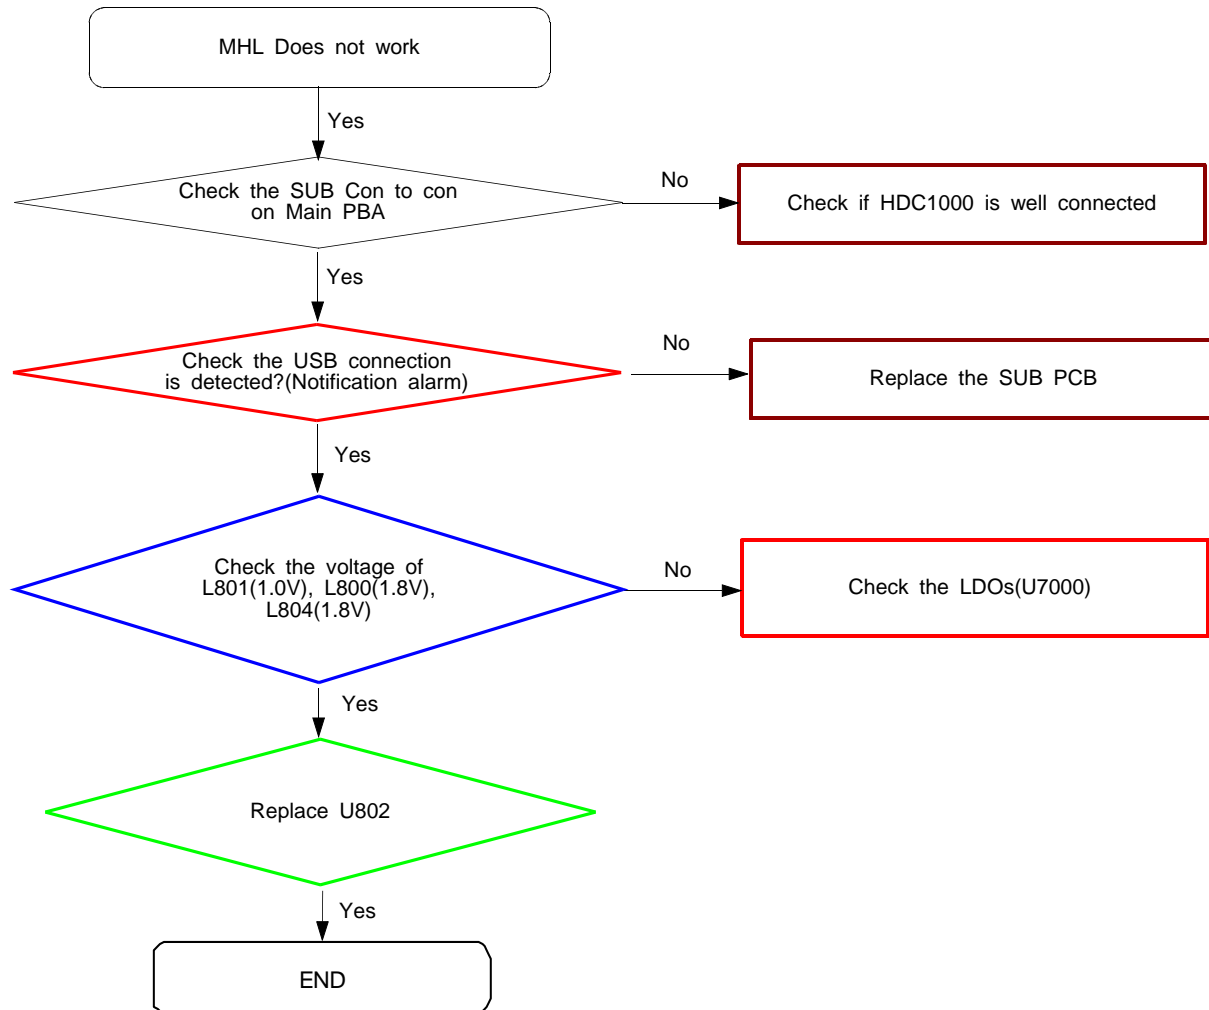 MHL Does not work
Yes
Check the SUB Con to con
on Main PBA
No
Check if HDC1000 is well connected
Yes
Check the USB connection
is detected?(Notification alarm)
No
Replace the SUB PCB
Yes
Check the voltage of
L801(1.0V), L800(1.8V),
L804(1.8V)
No
Check the LDOs(U7000)
Yes
Replace U802
Yes
END